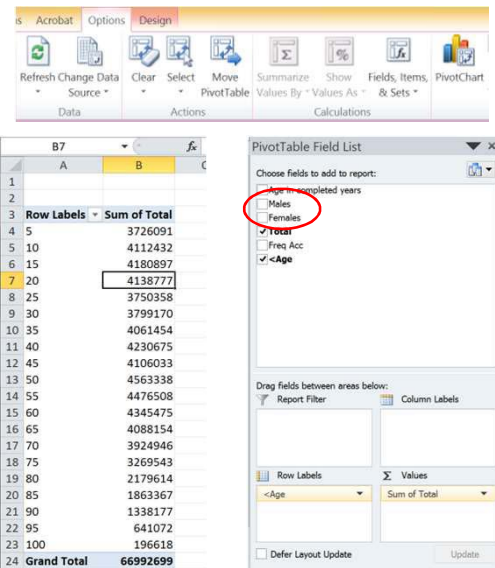 s Acrobat Options Design
Refresh Change Data Source Clear Select Move PivotTable Summarize Values By Show Values As Fields, Items, & Sets PivotChart
Data Actions Calculations
B7 fx
A B C
1
2
3 Row Labels Sum of Total
4 5 3726091
5 10 4112432
6 15 4180897
7 20 4138777
8 25 3750358
9 30 3799170
10 35 4061454
11 40 4230675
12 45 4106033
13 50 4563338
14 55 4476508
15 60 4345475
16 65 4088154
17 70 3924946
18 75 3269543
19 80 2179614
20 85 1863367
21 90 1338177
22 95 641072
23 100 196618
24 Grand Total 66992699
PivotTable Field List
Choose fields to add to report:
Age in completed years
Males
Females
Total
Freq Acc
<Age
Drag fields between areas below:
Report Filter Column Labels
Row Labels Σ Values
<Age Sum of Total
Defer Layout Update Update